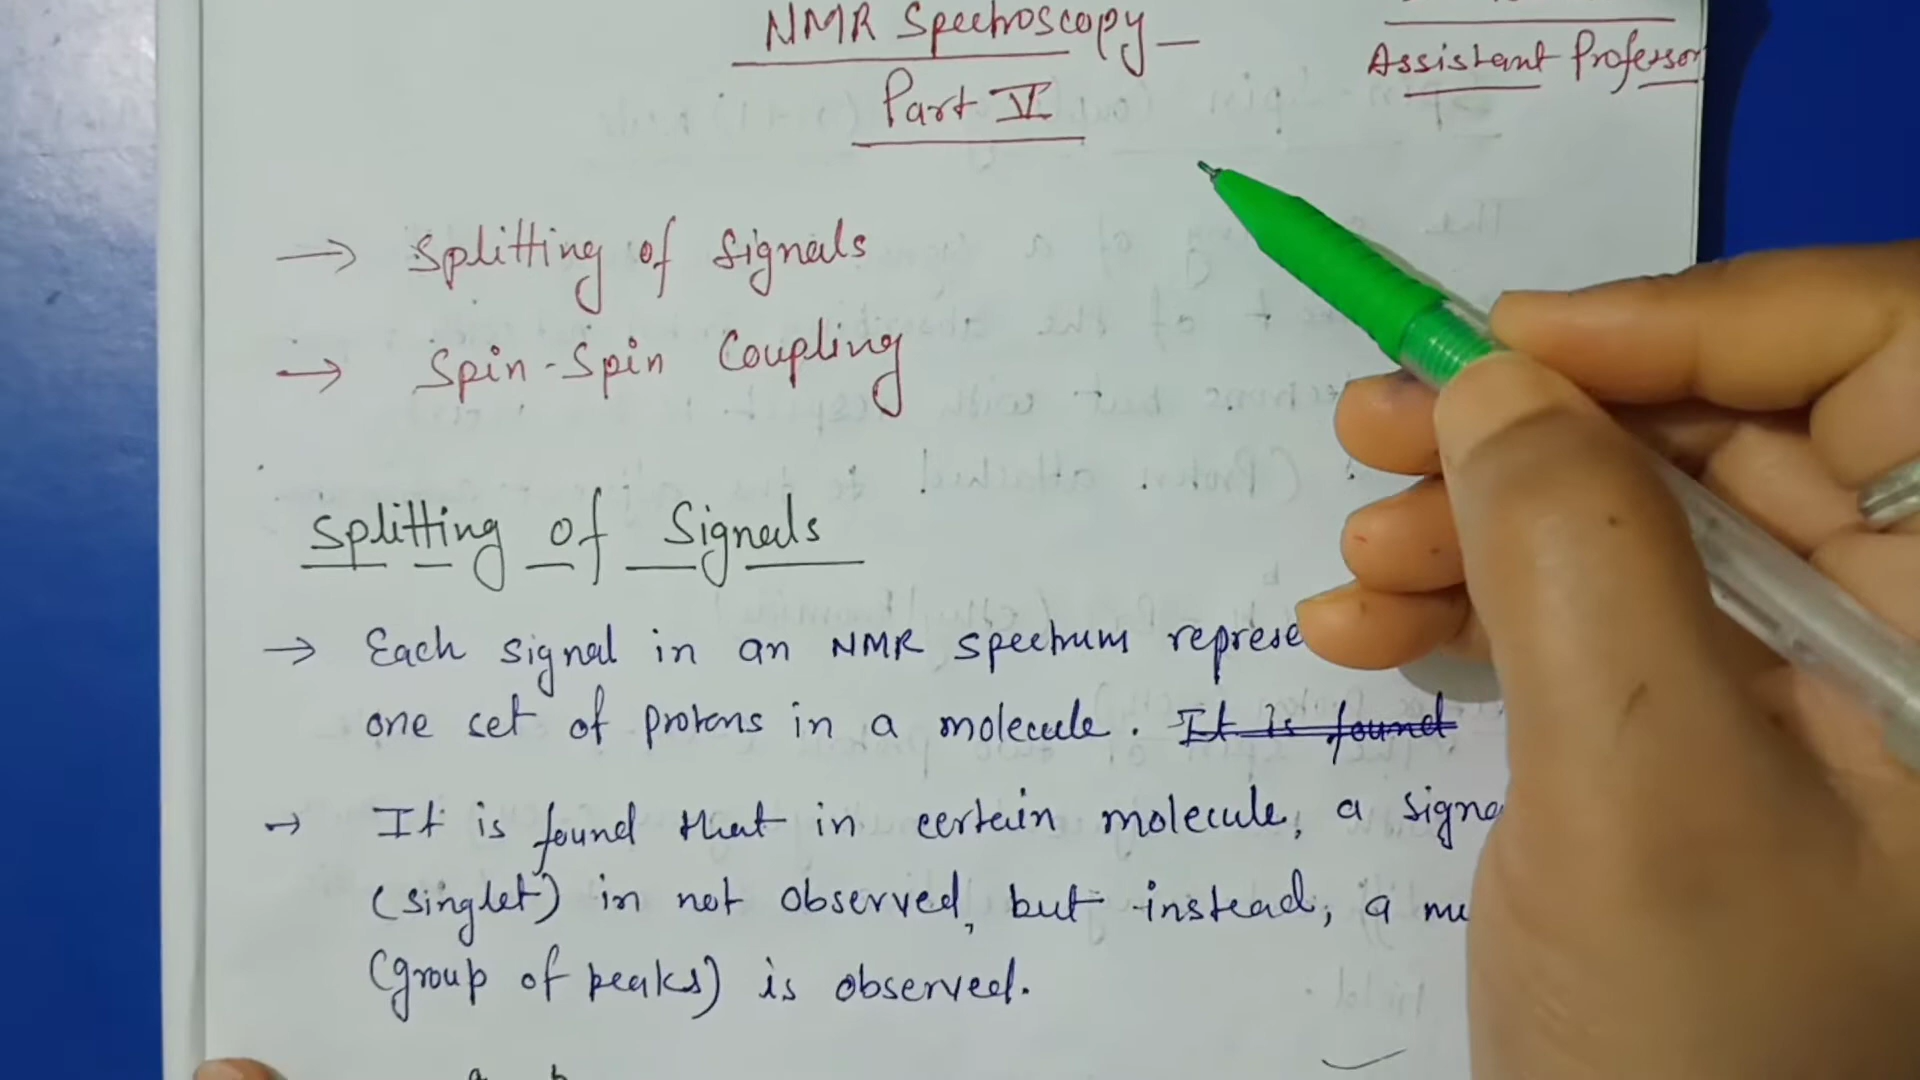 NMR Spectroscopy
Assistant Professor
Part V
→ Splitting of Signals
→ Spin-Spin Coupling
Splitting of Signals
→ Each signal in an NMR spectrum represe
one set of protons in a molecule. It is found
→ It is found that in certain molecule, a signa
(singlet) in not observed, but instead, a mu
(group of peaks) is observed.
a b